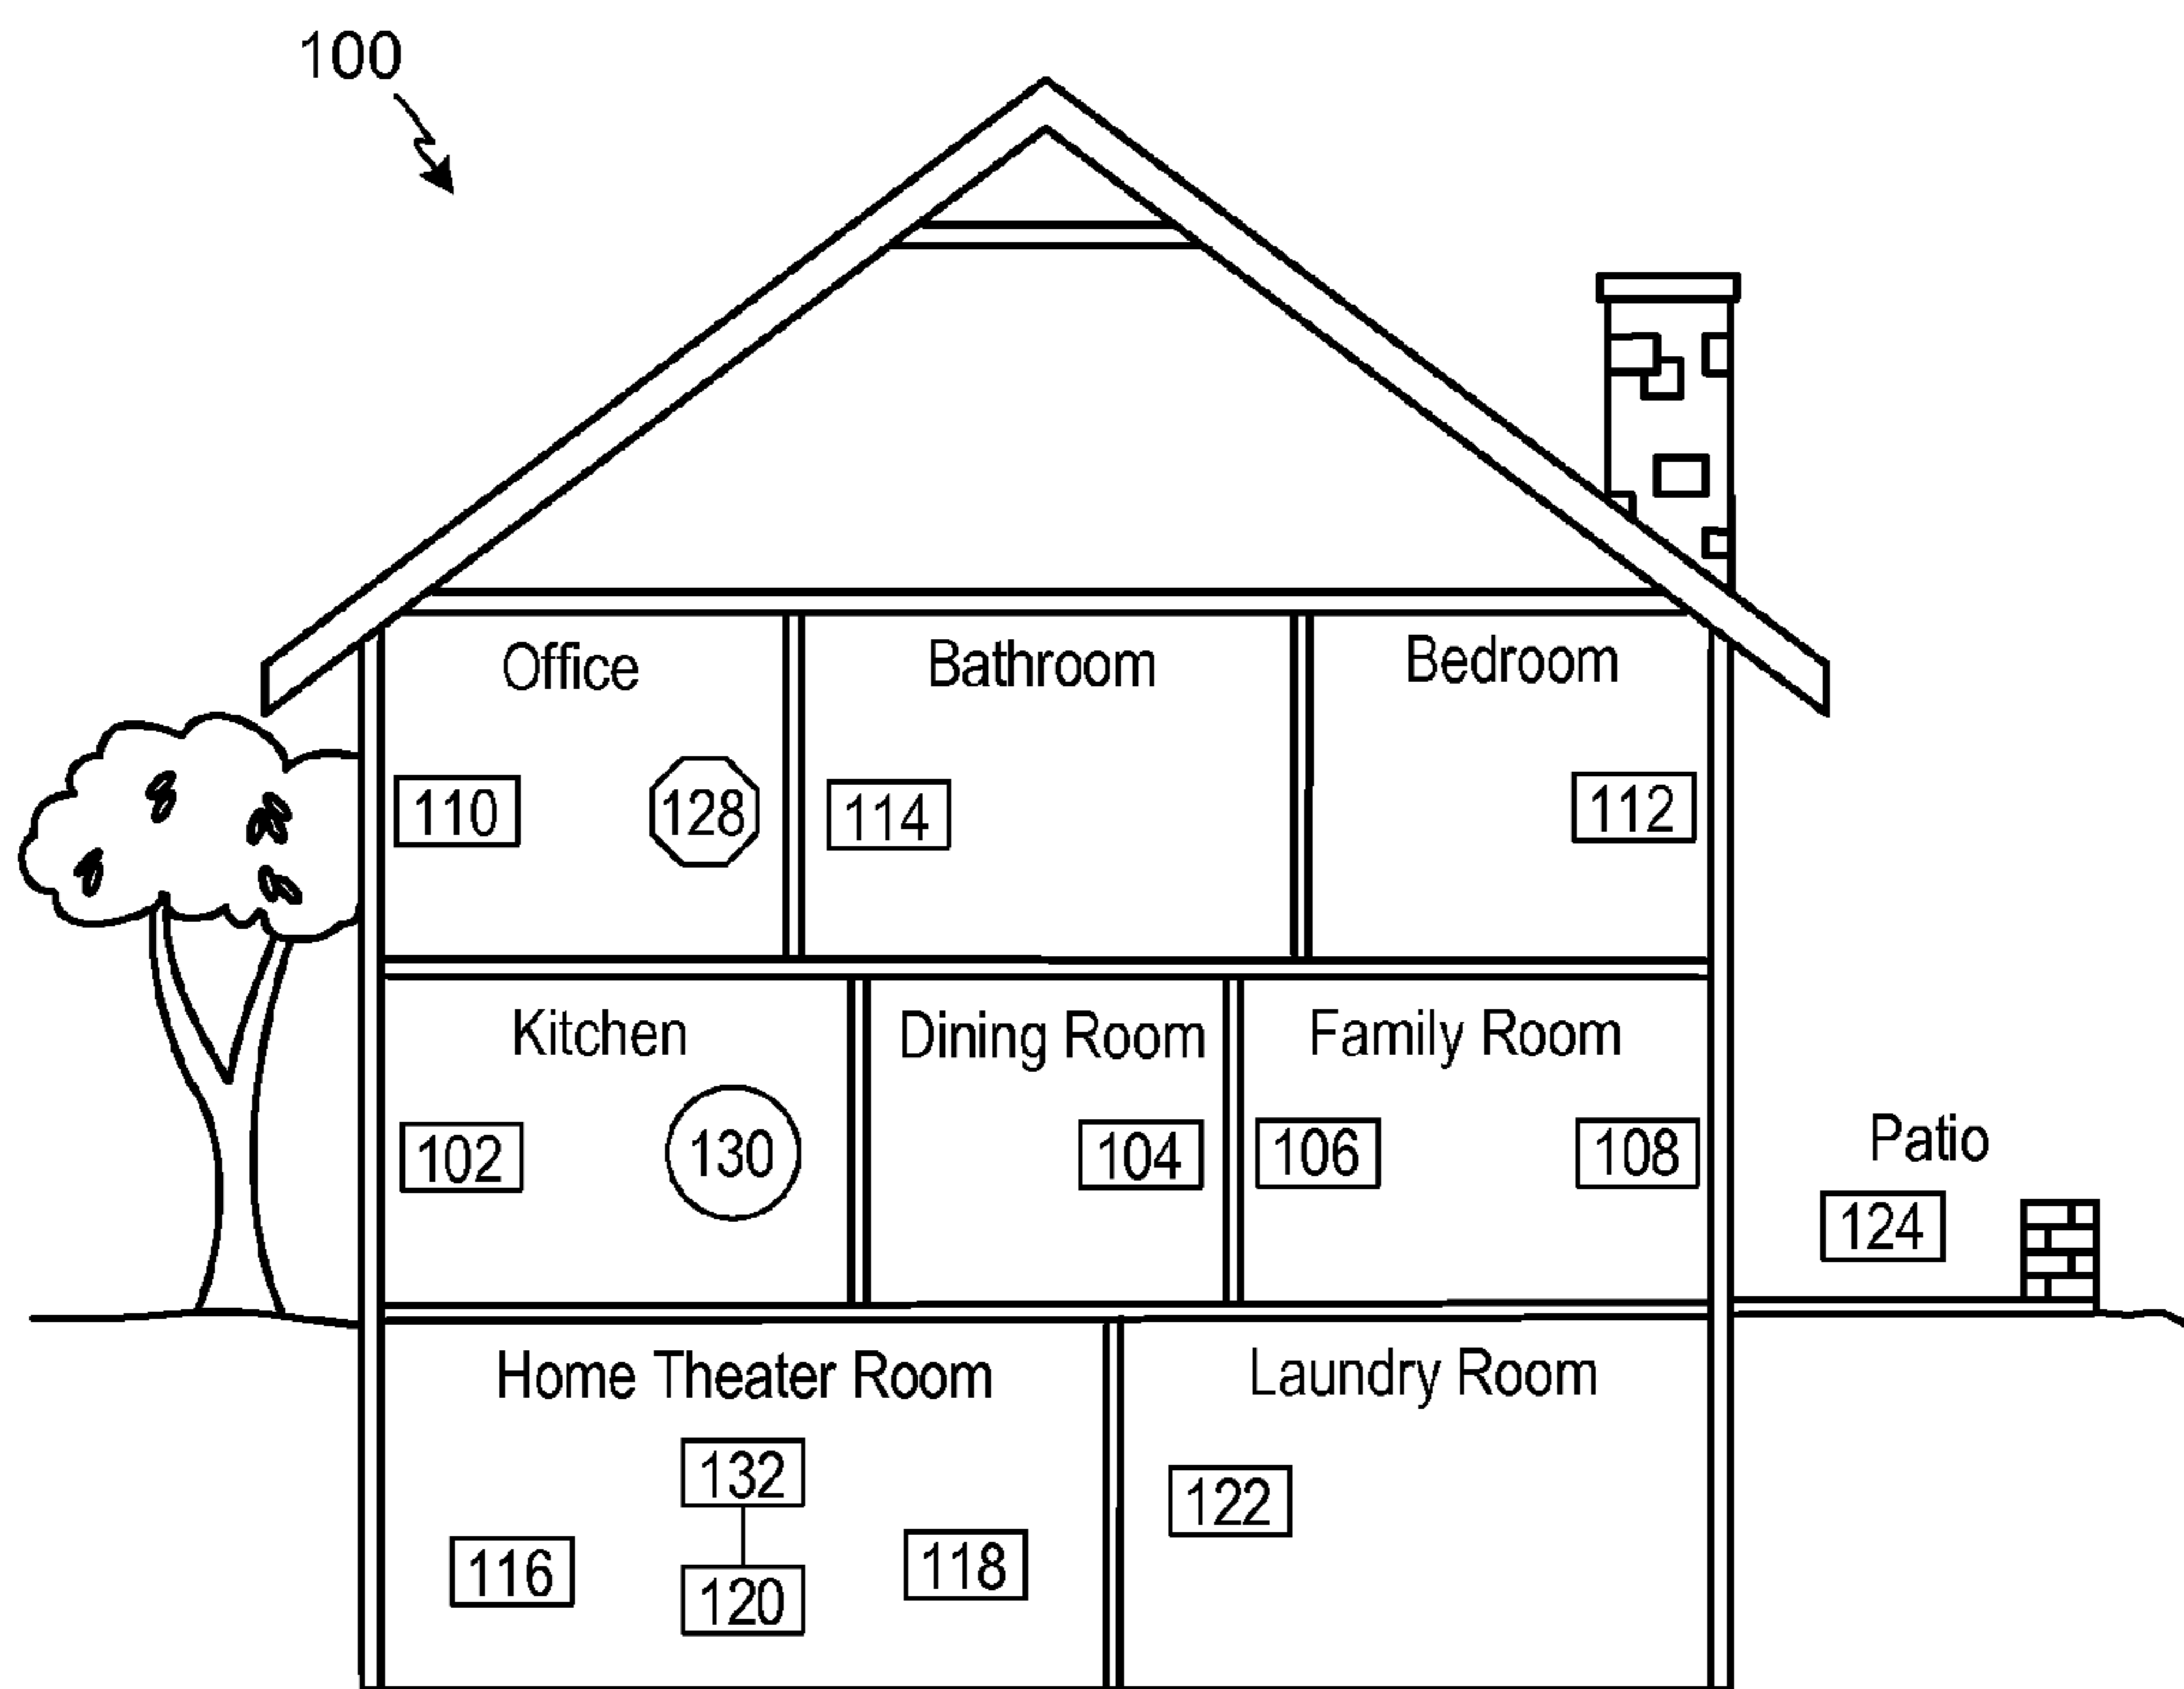 100
Office
Bathroom
Bedroom
110
128
114
112
Kitchen
Dining Room
Family Room
102
130
104
106
108
Patio
124
Home Theater Room
Laundry Room
132
116
120
118
122